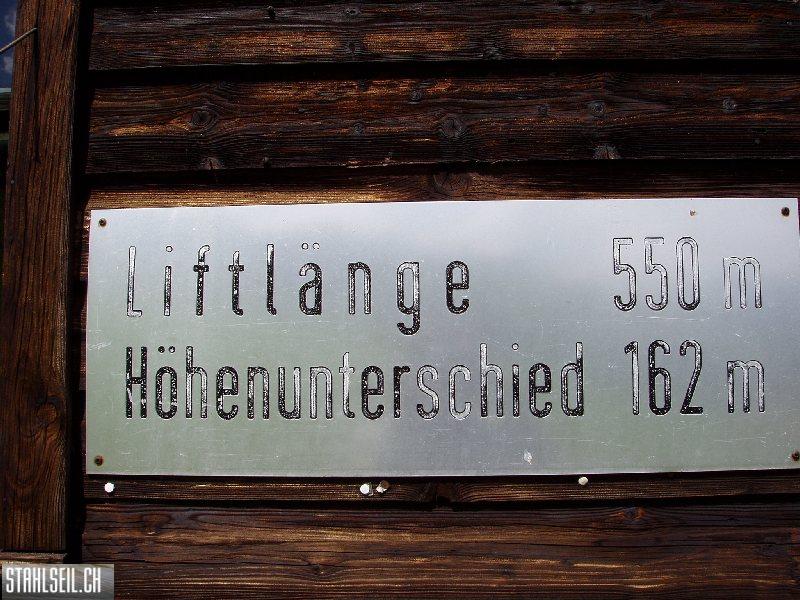 Liftlänge 550 m
Höhenunterschied 162 m
STAHLSEIL.CH